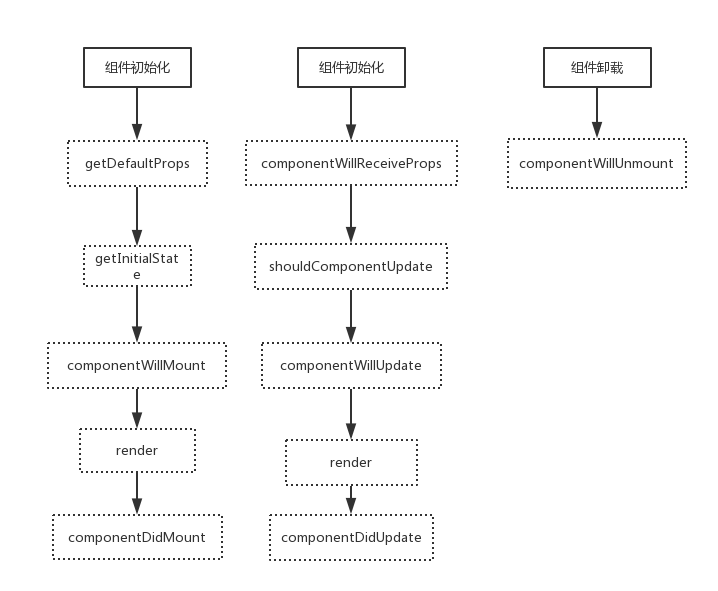 组件初始化
getDefaultProps
getInitialStat
e
componentWillMount
render
componentDidMount
组件初始化
componentWillReceiveProps
shouldComponentUpdate
componentWillUpdate
render
componentDidUpdate
组件卸载
componentWillUnmount